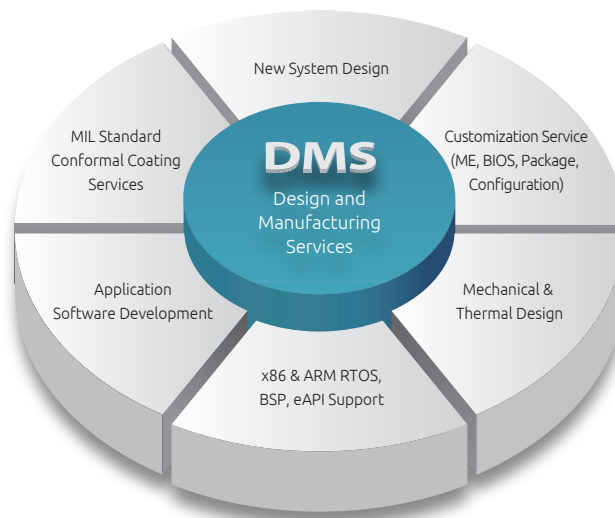 New System Design
MIL Standard
Conformal Coating
Services
DMS
Design and
Manufacturing
Services
Customization Service
(ME, BIOS, Package,
Configuration)
Application
Software Development
Mechanical &
Thermal Design
x86 & ARM RTOS,
BSP, eAPI Support